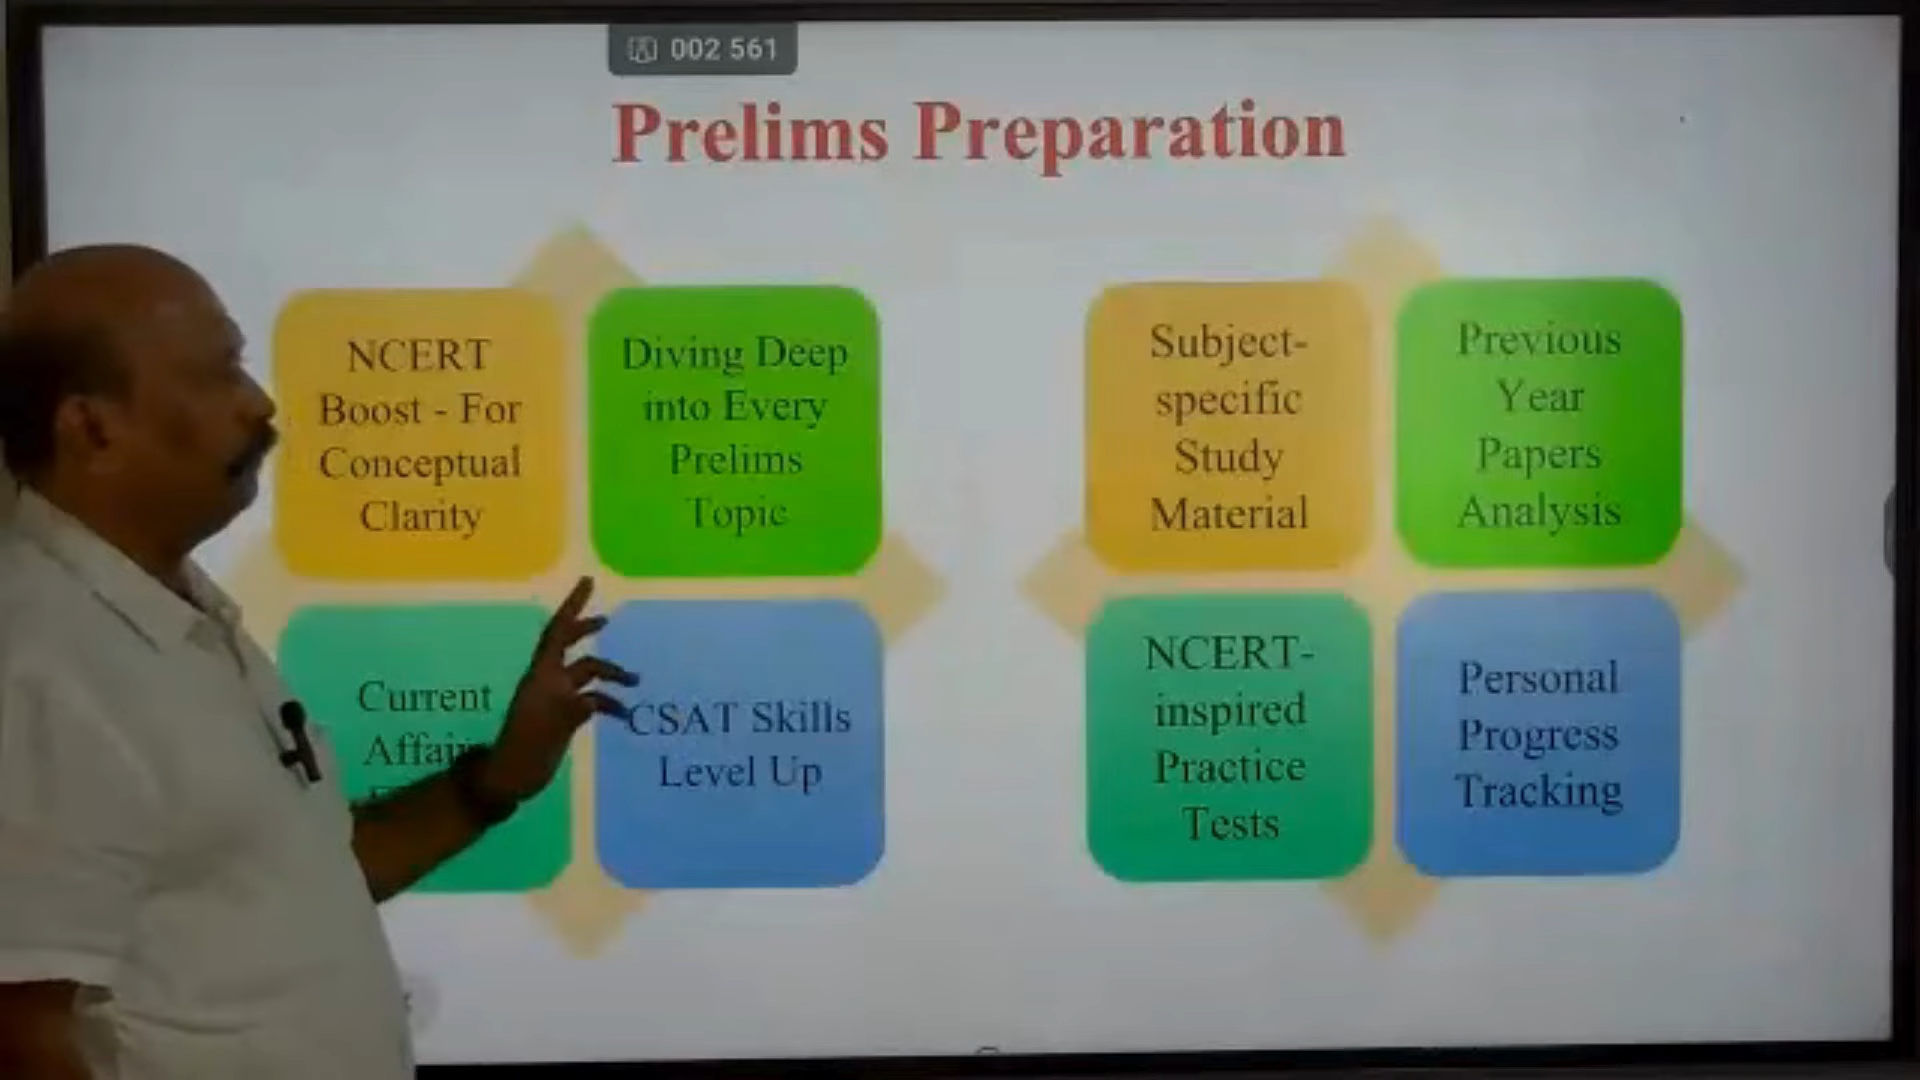 002 561
Prelims Preparation
NCERT
Boost - For
Conceptual
Clarity
Diving Deep
into Every
Prelims
Topic
Current
CSAT Skills
Level Up
Subject-
specific
Study
Material
Previous
Year
Papers
Analysis
NCERT-
inspired
Practice
Tests
Personal
Progress
Tracking